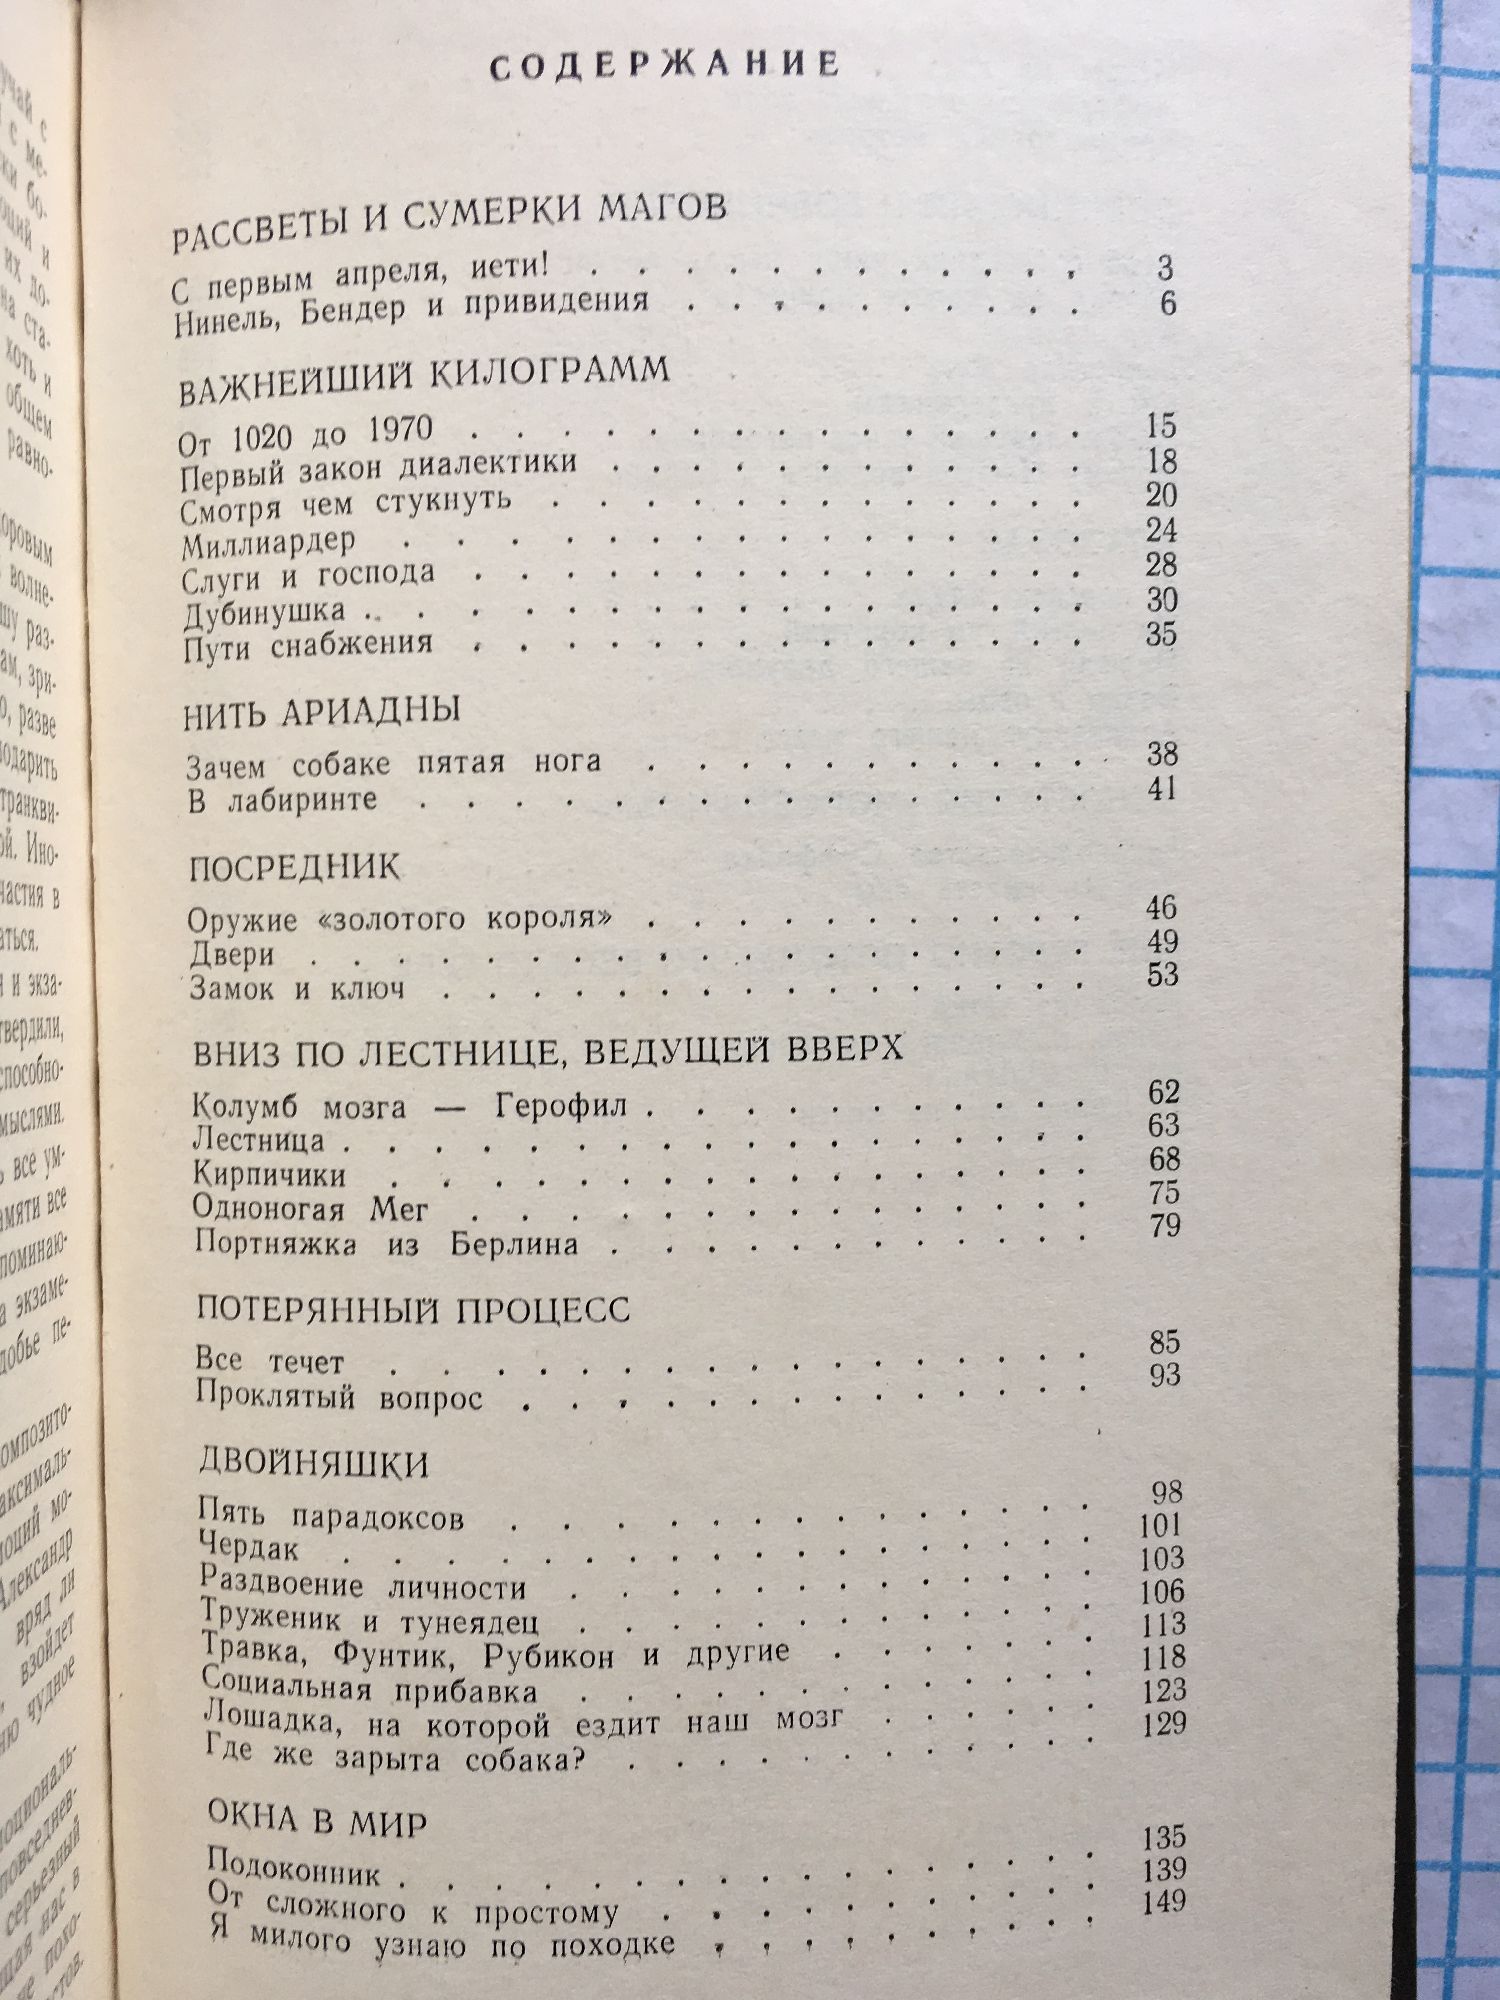 СОДЕРЖАНИЕ
РАССВЕТЫ И СУМЕРКИ МАГОВ
С первым апреля, иети! . . . . . . . . . . . . 3
Нинель, Бендер и привидения . . . . . . . . . 6
ВАЖНЕЙШИЙ КИЛОГРАММ
От 1020 до 1970 . . . . . . . . . . . . . . 15
Первый закон диалектики . . . . . . . . . . . 18
Смотря чем стукнуть . . . . . . . . . . . . 20
Миллиардер . . . . . . . . . . . . . . 24
Слуги и господа . . . . . . . . . . . . . . 28
Дубинушка . . . . . . . . . . . . . . . . 30
Пути снабжения . . . . . . . . . . . . . . 35
НИТЬ АРИАДНЫ
Зачем собаке пятая нога . . . . . . . . . . 38
В лабиринте . . . . . . . . . . . . . . . 41
ПОСРЕДНИК
Оружие «золотого короля» . . . . . . . . . . 46
Двери . . . . . . . . . . . . . . . . . 49
Замок и ключ . . . . . . . . . . . . . . . 53
ВНИЗ ПО ЛЕСТНИЦЕ, ВЕДУЩЕЙ ВВЕРХ
Колумб мозга — Герофил . . . . . . . . . . . 62
Лестница . . . . . . . . . . . . . . . . . 63
Кирпичики . . . . . . . . . . . . . . . 68
Одноногая Мег . . . . . . . . . . . . . 75
Портняжка из Берлина . . . . . . . . . . . 79
ПОТЕРЯННЫЙ ПРОЦЕСС
Все течет . . . . . . . . . . . . . . . 85
Проклятый вопрос . . . . . . . . . . . . . 93
ДВОЙНЯШКИ
Пять парадоксов . . . . . . . . . . . . . 98
Чердак . . . . . . . . . . . . . . . . . 101
Раздвоение личности . . . . . . . . . . . . 103
Труженик и тунеядец . . . . . . . . . . . . 106
Травка, Фунтик, Рубикон и другие . . . . . . 113
Социальная прибавка . . . . . . . . . . . . 118
Лошадка, на которой ездит наш мозг . . . . . 123
Где же зарыта собака? . . . . . . . . . . . 129
ОКНА В МИР
Подоконник . . . . . . . . . . . . . . . . 135
От сложного к простому . . . . . . . . . . 139
Я милого узнаю по походке . . . . . . . . . 149